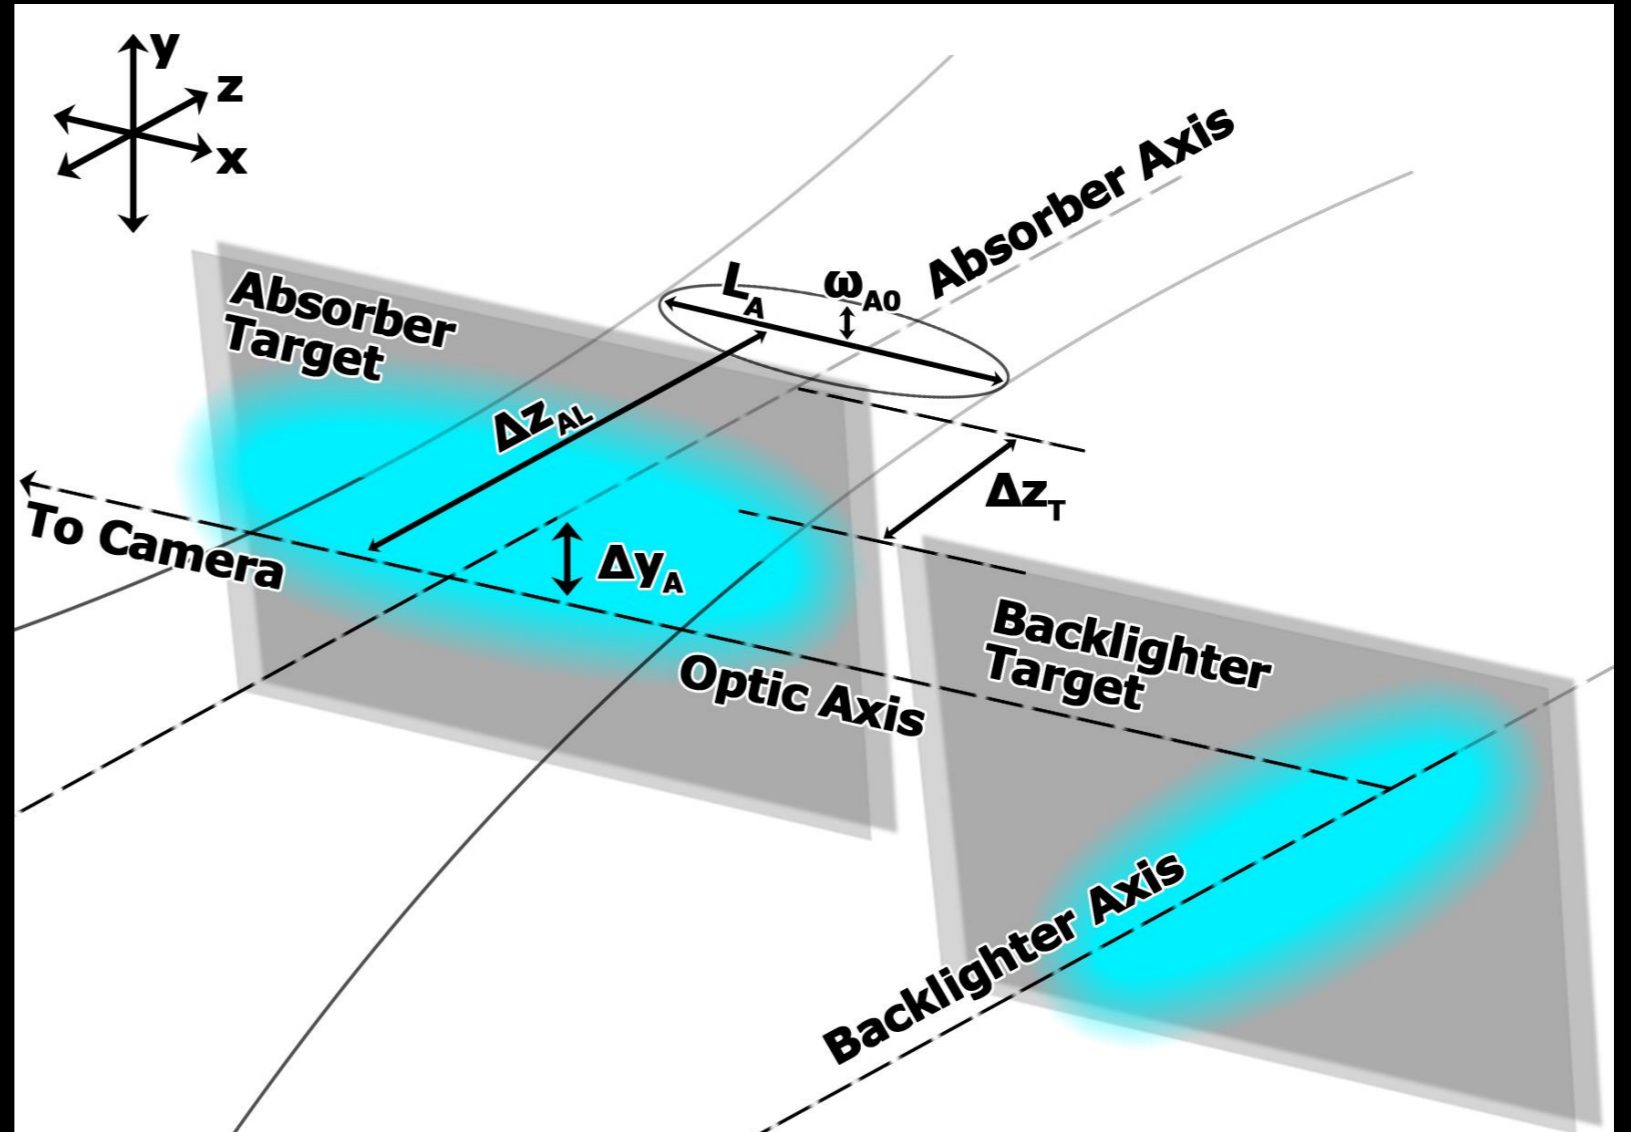 y
z
x
Absorber Axis
L_A
ω_A0
Absorber
Target
Δz_AL
Δz_T
To Camera
Δy_A
Backlighter
Target
Optic Axis
Backlighter Axis